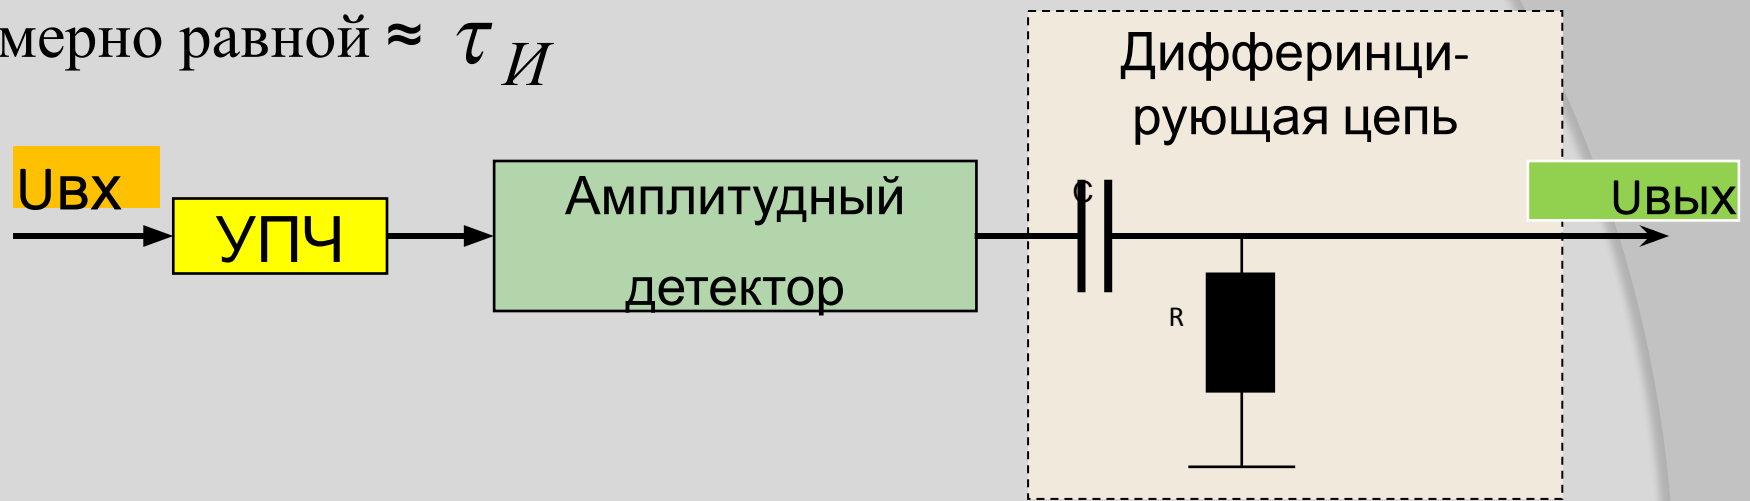 мерно равной ≈ τ И
Дифферинци-
рующая цепь
Uвх
УПЧ
Амплитудный
детектор
C
R
Uвых